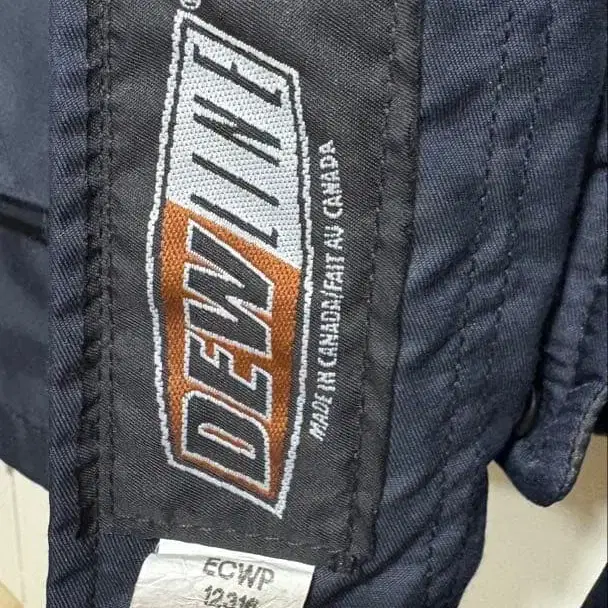 DEWLINE®
MADE IN CANADA/FAIT AU CANADA
ECWP